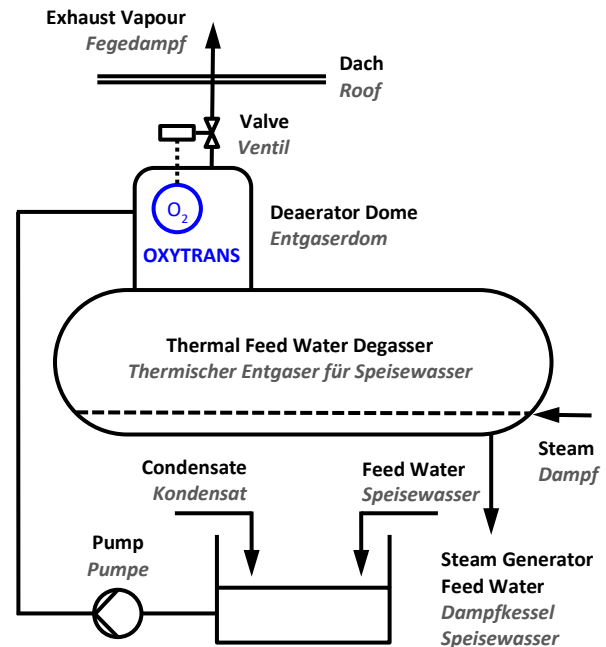 Exhaust Vapour
Fegedampf
Dach
Roof
Valve
Ventil
O2
OXYTRANS
Deaerator Dome
Entgaserdom
Thermal Feed Water Degasser
Thermischer Entgaser für Speisewasser
Steam
Dampf
Condensate
Kondensat
Feed Water
Speisewasser
Pump
Pumpe
Steam Generator
Feed Water
Dampfkessel
Speisewasser